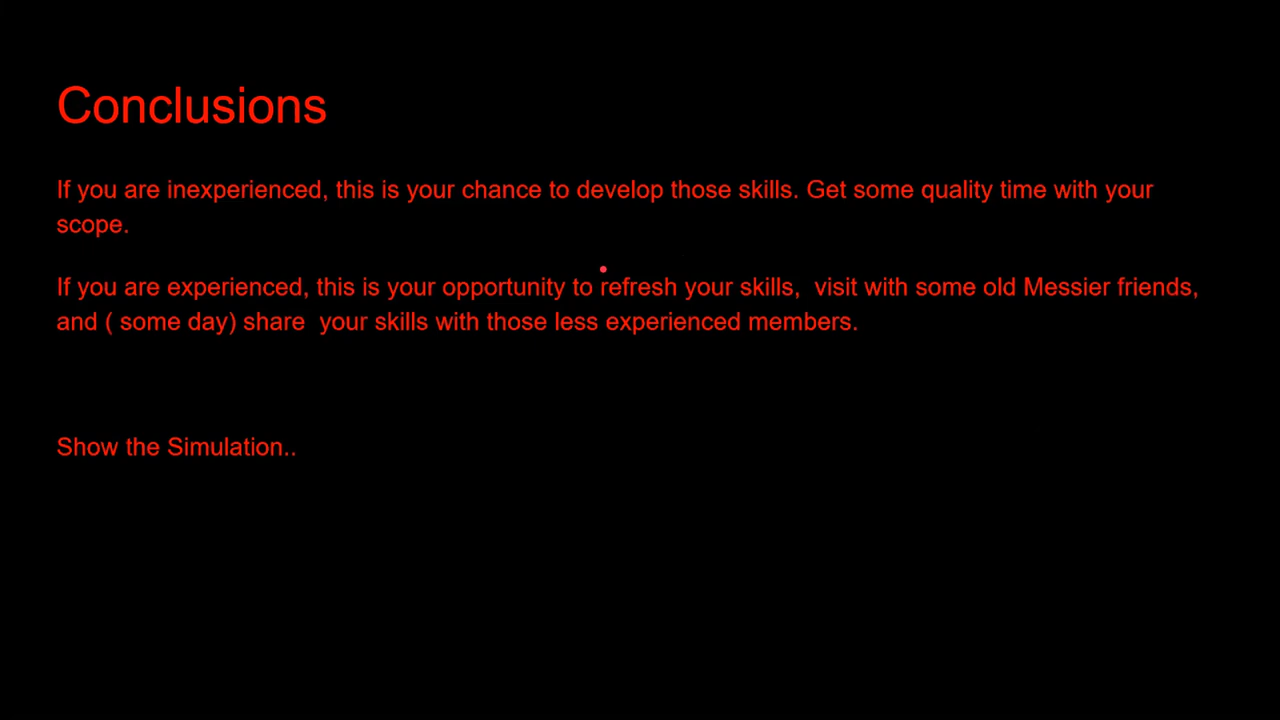 Conclusions
If you are inexperienced, this is your chance to develop those skills. Get some quality time with your
scope.
If you are experienced, this is your opportunity to refresh your skills,  visit with some old Messier friends,
and ( some day) share  your skills with those less experienced members.
Show the Simulation..